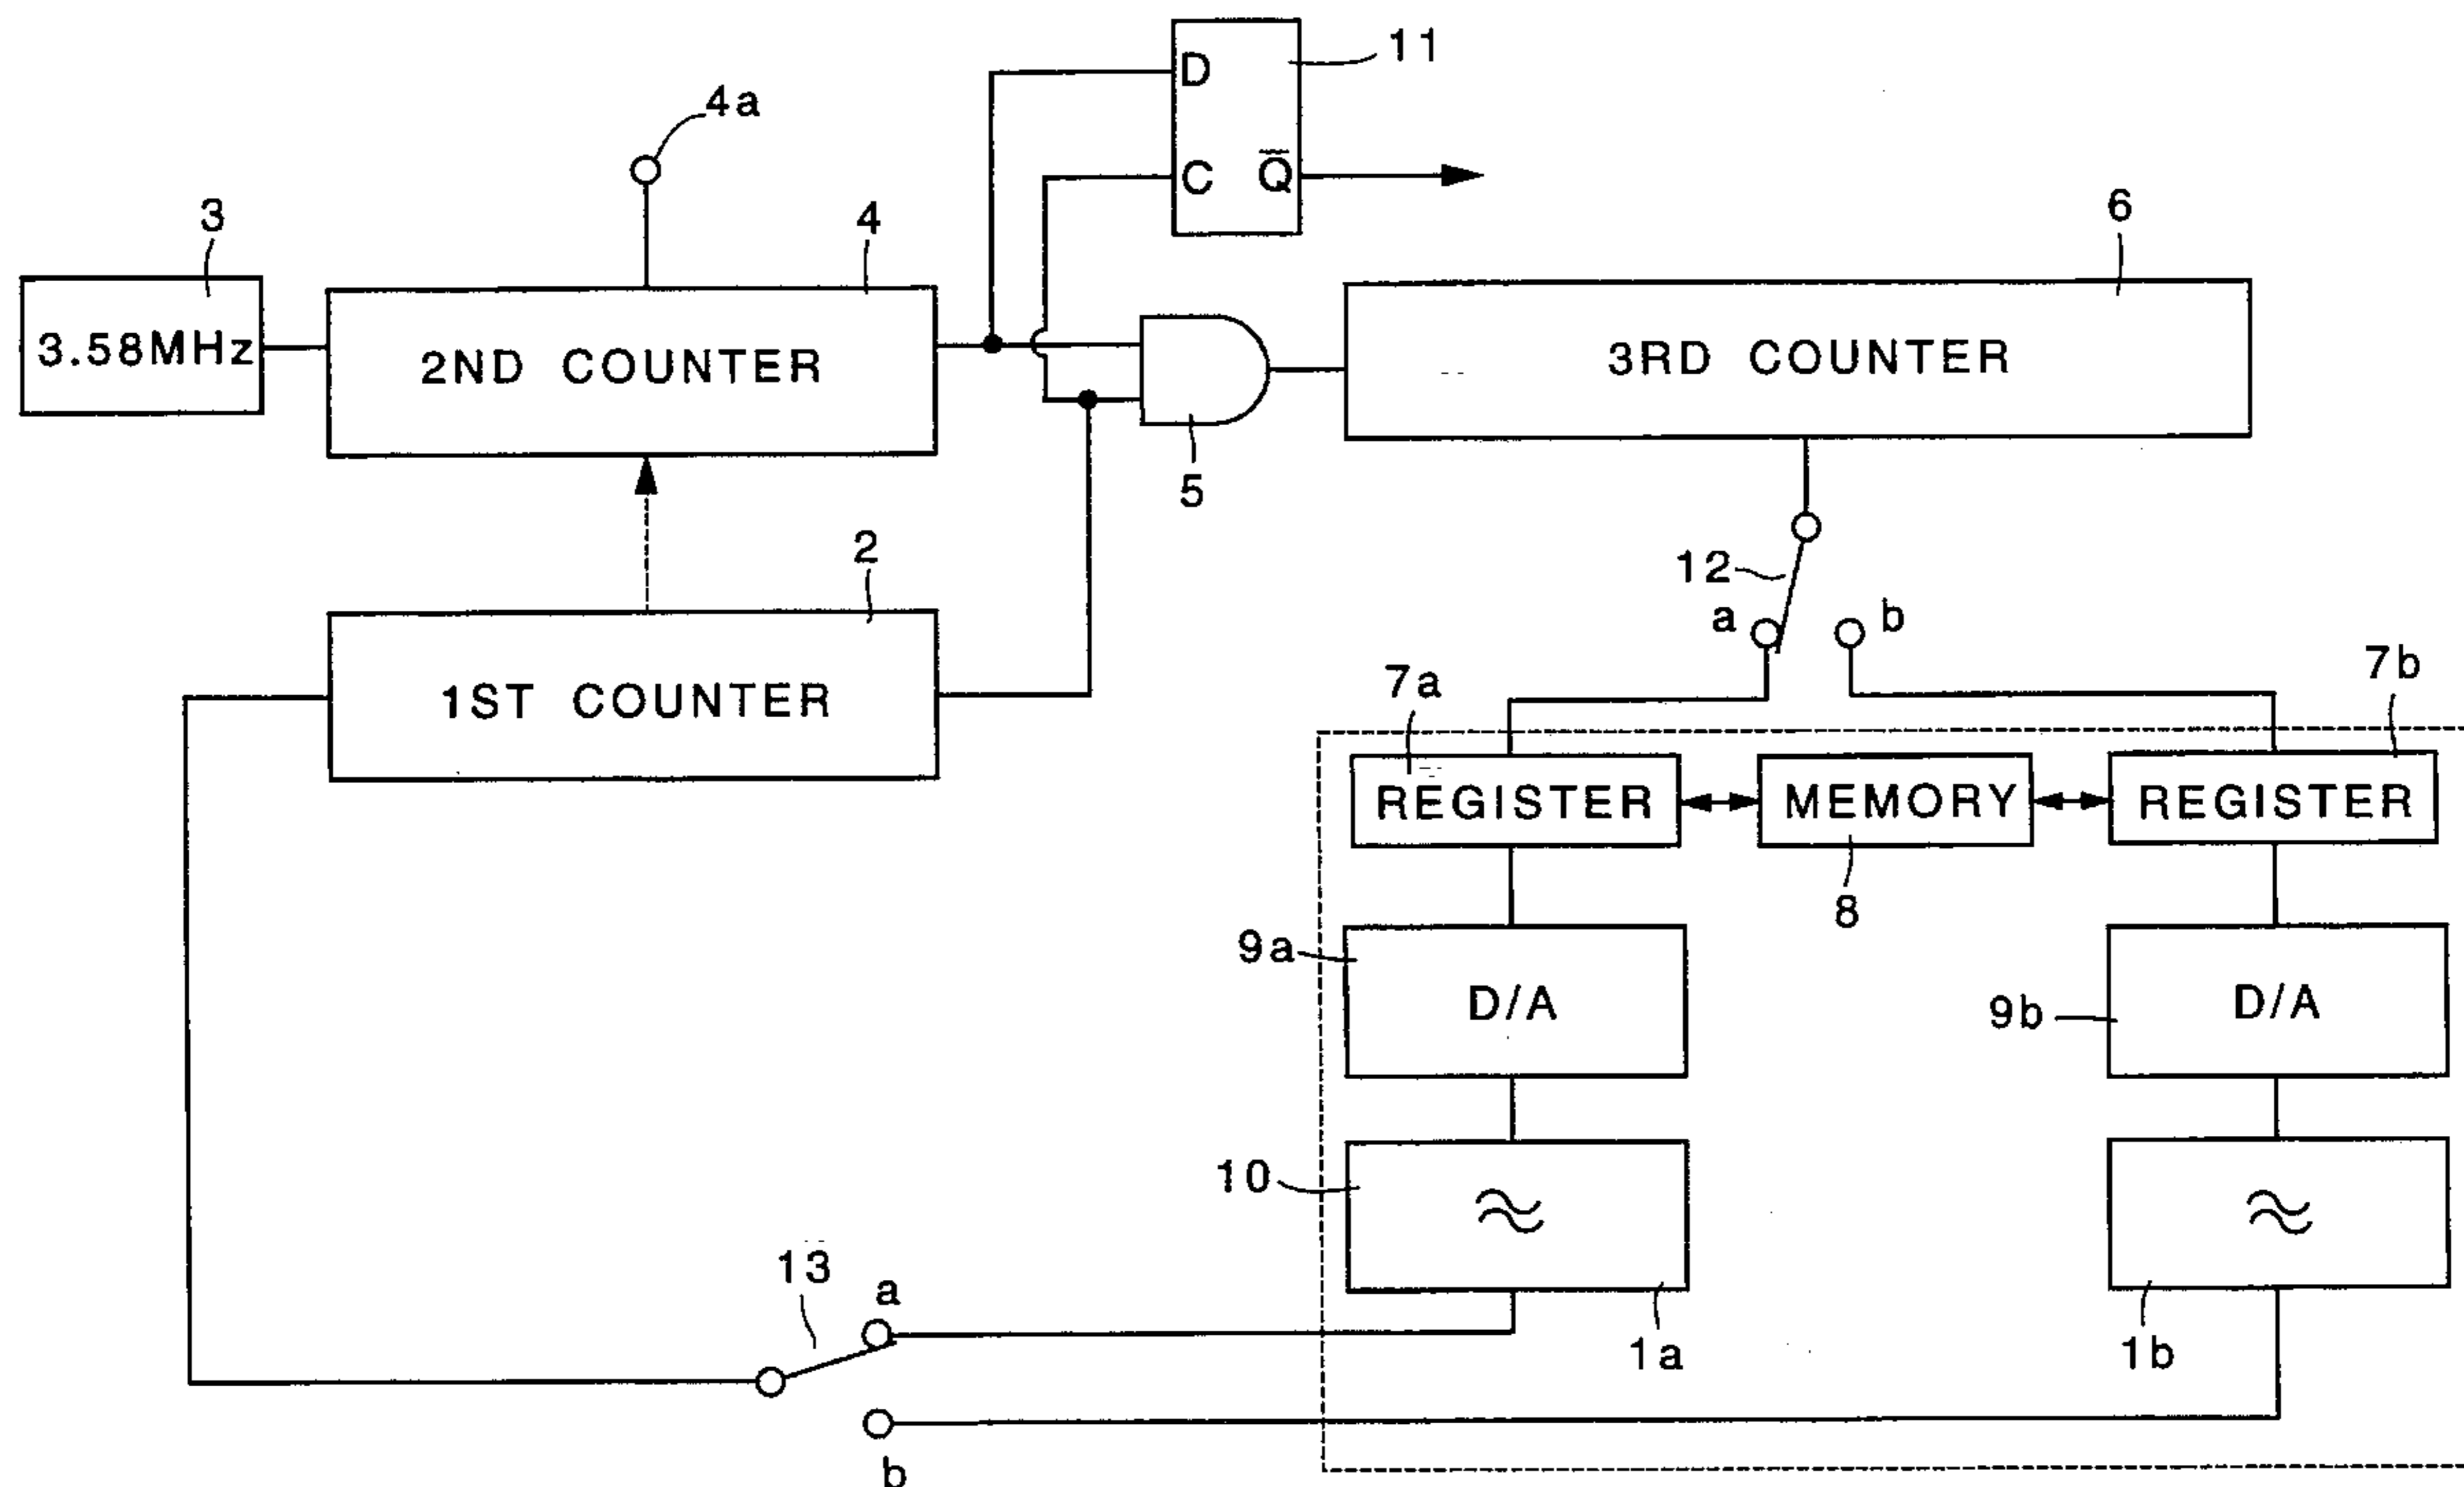 11
D
4a
C Q̅
3
4
6
3.58MHz
2ND COUNTER
3RD COUNTER
5
2
12
a
b
1ST COUNTER
7a
7b
REGISTER
MEMORY
REGISTER
8
9a
D/A
9b
D/A
10
13
a
1a
1b
b